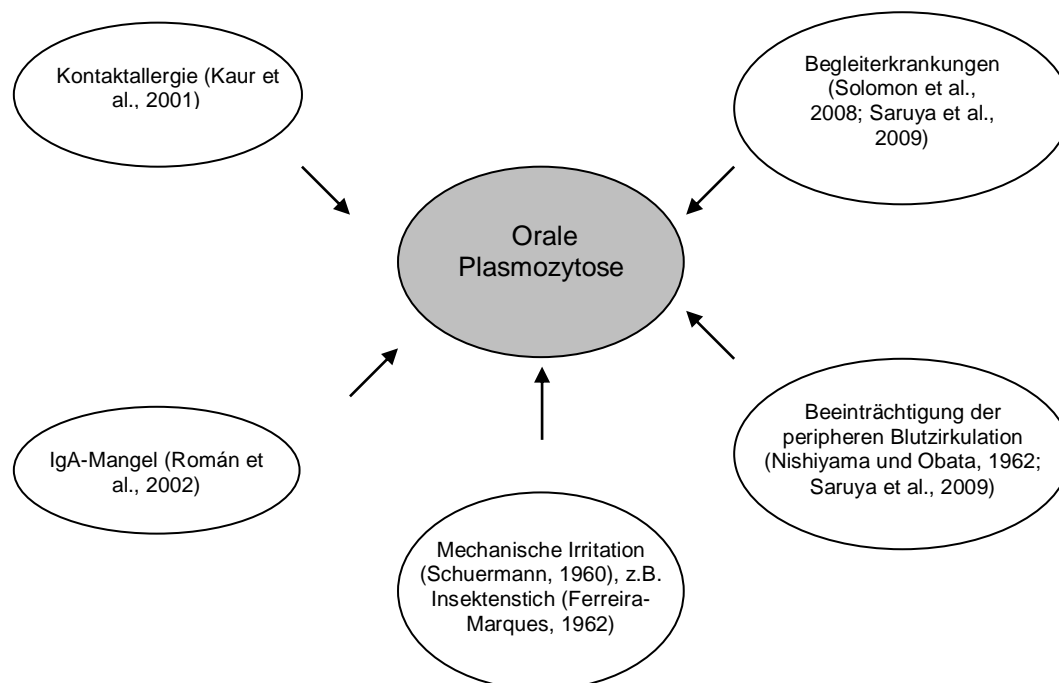 Kontaktallergie (Kaur et
al., 2001)
Begleiterkrankungen
(Solomon et al.,
2008; Saruya et al.,
2009)
Orale
Plasmozytose
IgA-Mangel (Román et
al., 2002)
Beeinträchtigung der
peripheren Blutzirkulation
(Nishiyama und Obata, 1962;
Saruya et al., 2009)
Mechanische Irritation
(Schuermann, 1960), z.B.
Insektenstich (Ferreira-
Marques, 1962)